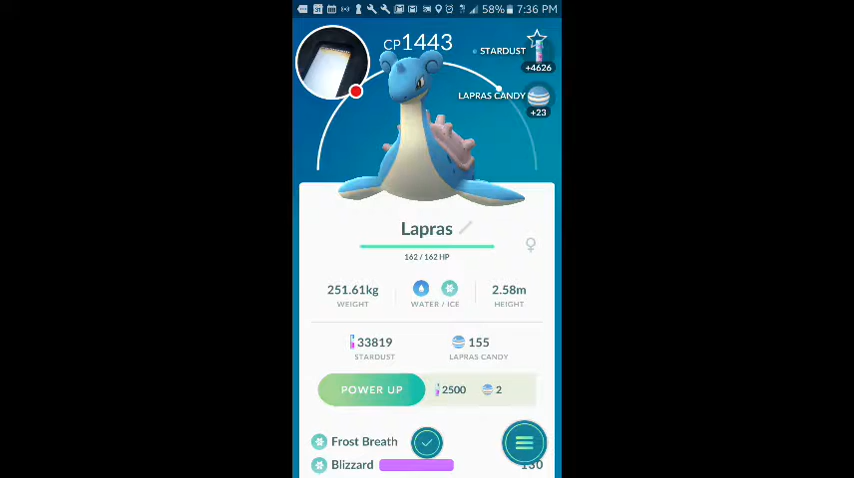 58% 7:36 PM
CP1443
STARDUST
+4626
LAPRAS CANDY
+23
Lapras
162 / 162 HP
251.61kg
WEIGHT
WATER / ICE
2.58m
HEIGHT
33819
STARDUST
155
LAPRAS CANDY
POWER UP
2500
2
Frost Breath
Blizzard
130